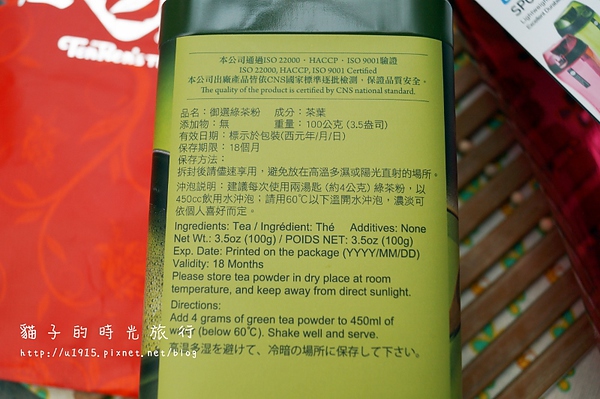 TenRen's T
本公司通過ISO 22000、HACCP、ISO 9001驗證
ISO 22000, HACCP, ISO 9001 Certified
本公司出廠產品皆依CNS國家標準逐批檢測，保證品質安全。
The quality of the product is certified by CNS national standard.
品名：御選綠茶粉　成分：茶葉
添加物：無　重量：100公克 (3.5盎司)
有效日期：標示於包裝(西元年/月/日)
保存期限：18個月
保存方法：
拆封後請儘速享用，避免放在高溫多濕或陽光直射的場所。
沖泡説明：建議每次使用兩湯匙 (約4公克) 綠茶粉，以
450cc飲用水沖泡；請用60℃以下溫開水沖泡，濃淡可
依個人喜好而定。
Ingredients: Tea / Ingrédient: Thé　Additives: None
Net Wt.: 3.5oz (100g) / POIDS NET: 3.5oz (100g)
Exp. Date: Printed on the package (YYYY/MM/DD)
Validity: 18 Months
Please store tea powder in dry place at room
temperature, and keep away from direct sunlight.
Directions:
Add 4 grams of green tea powder to 450ml of
water (below 60℃). Shake well and serve.
高温多湿を避けて、冷暗の場所に保存して下さい。
貓子的時光旅行
http://u1915.pixnet.net/blog